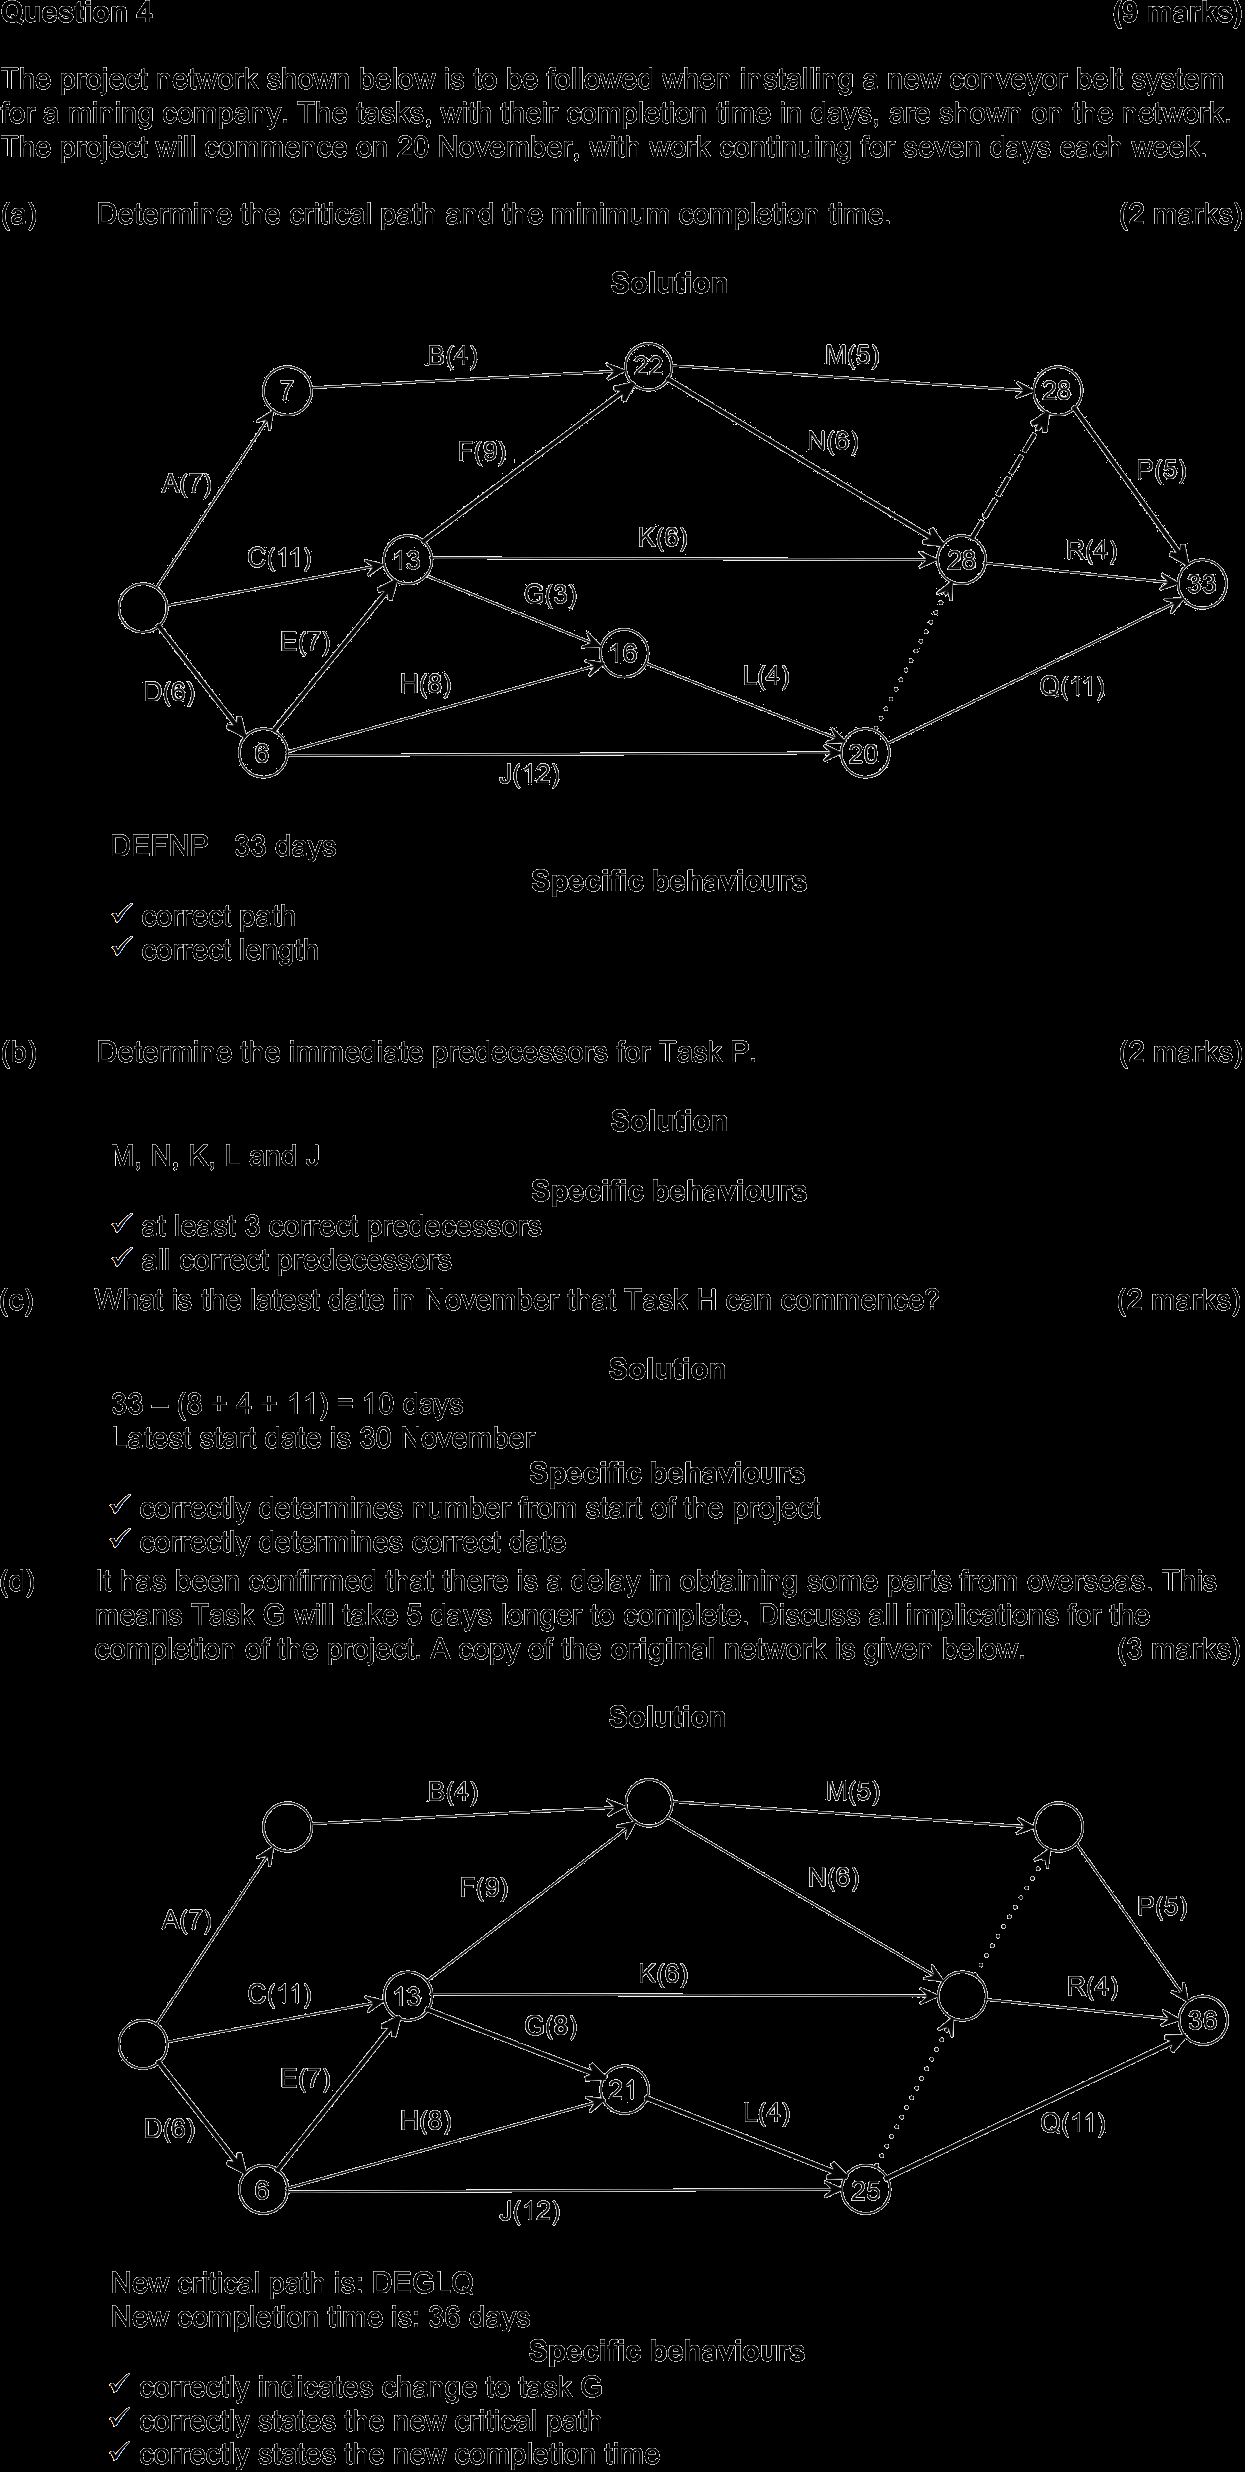 Question 4 (9 marks)
The project network shown below is to be followed when installing a new conveyor belt system
for a mining company. The tasks, with their completion time in days, are shown on the network.
The project will commence on 20 November, with work continuing for seven days each week.
(a) Determine the critical path and the minimum completion time. (2 marks)
Solution
B(4) M(5)
7 22 28
F(9) N(6)
A(7) P(5)
C(11) K(6) R(4)
13 28
G(3) 33
E(7) 16
D(6) H(8) L(4) Q(11)
6 20
J(12)
DEFNP 33 days
Specific behaviours
✓ correct path
✓ correct length
(b) Determine the immediate predecessors for Task P. (2 marks)
Solution
M, N, K, L and J
Specific behaviours
✓ at least 3 correct predecessors
✓ all correct predecessors
(c) What is the latest date in November that Task H can commence? (2 marks)
Solution
33 – (8 + 4 + 11) = 10 days
Latest start date is 30 November
Specific behaviours
✓ correctly determines number from start of the project
✓ correctly determines correct date
(d) It has been confirmed that there is a delay in obtaining some parts from overseas. This
means Task G will take 5 days longer to complete. Discuss all implications for the
completion of the project. A copy of the original network is given below. (3 marks)
Solution
B(4) M(5)
F(9) N(6)
A(7) P(5)
C(11) K(6) R(4)
13
G(8) 36
E(7) 21
D(6) H(8) L(4) Q(11)
6 25
J(12)
New critical path is: DEGLQ
New completion time is: 36 days
Specific behaviours
✓ correctly indicates change to task G
✓ correctly states the new critical path
✓ correctly states the new completion time